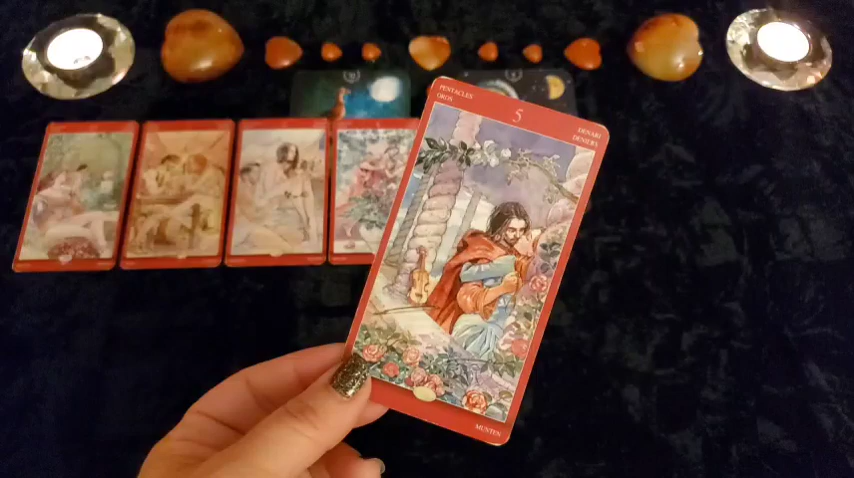 PENTACLES
OROS
5
DENARI
DENIERS
MUNTEN